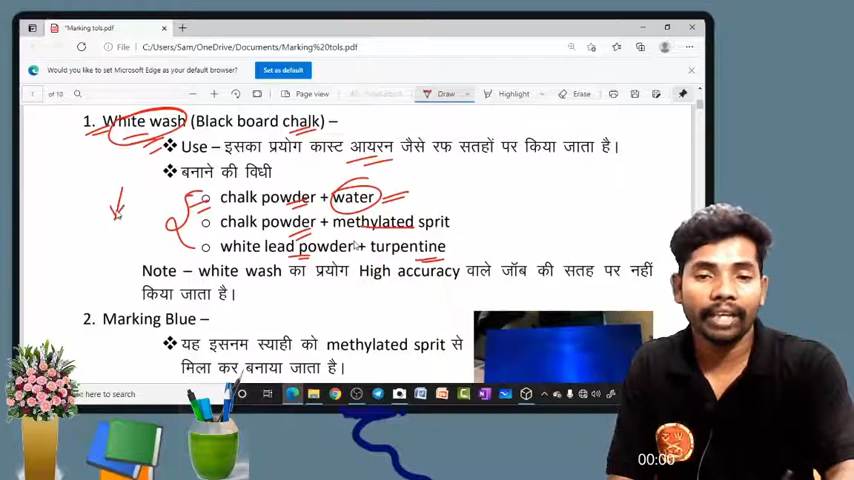 *Marking tols.pdf
File
C:/Users/Sam/OneDrive/Documents/Marking%20tols.pdf
Would you like to set Microsoft Edge as your default browser?
Set as default
1
of 10
Page view
Read aloud
Draw
Highlight
Erase
1. White wash (Black board chalk) –
Use – इसका प्रयोग कास्ट आयरन जैसे रफ सतहों पर किया जाता है।
बनाने की विधी
chalk powder + water
chalk powder + methylated sprit
white lead powder + turpentine
Note – white wash का प्रयोग High accuracy वाले जॉब की सतह पर नहीं
किया जाता है।
2. Marking Blue –
यह इसनम स्याही को methylated sprit से
मिला कर बनाया जाता है।
here to search
00:00